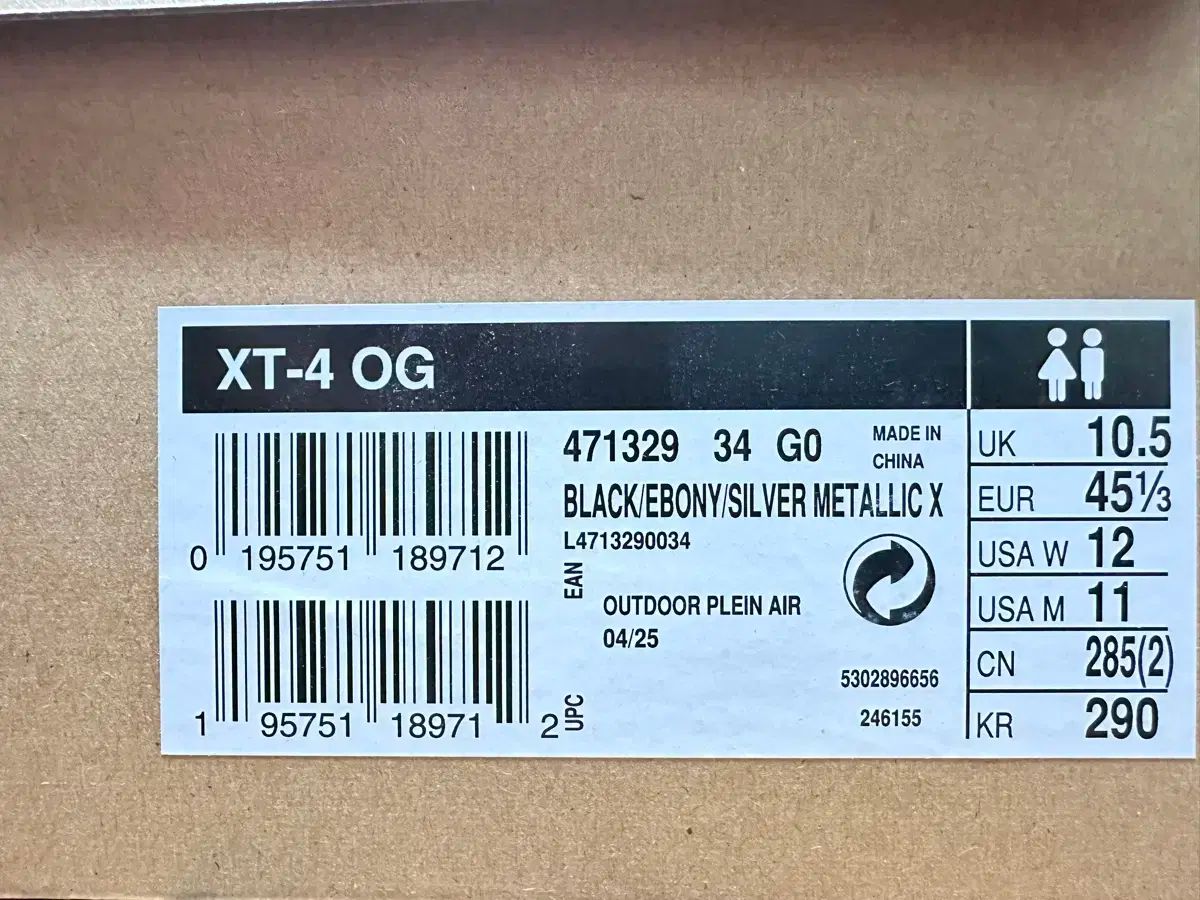 XT-4 OG
0 195751 189712
EAN
1 95751 18971 2
UPC
471329 34 G0
MADE IN
CHINA
BLACK/EBONY/SILVER METALLIC X
L4713290034
OUTDOOR PLEIN AIR
04/25
5302896656
246155
UK 10.5
EUR 45⅓
USA W 12
USA M 11
CN 285(2)
KR 290